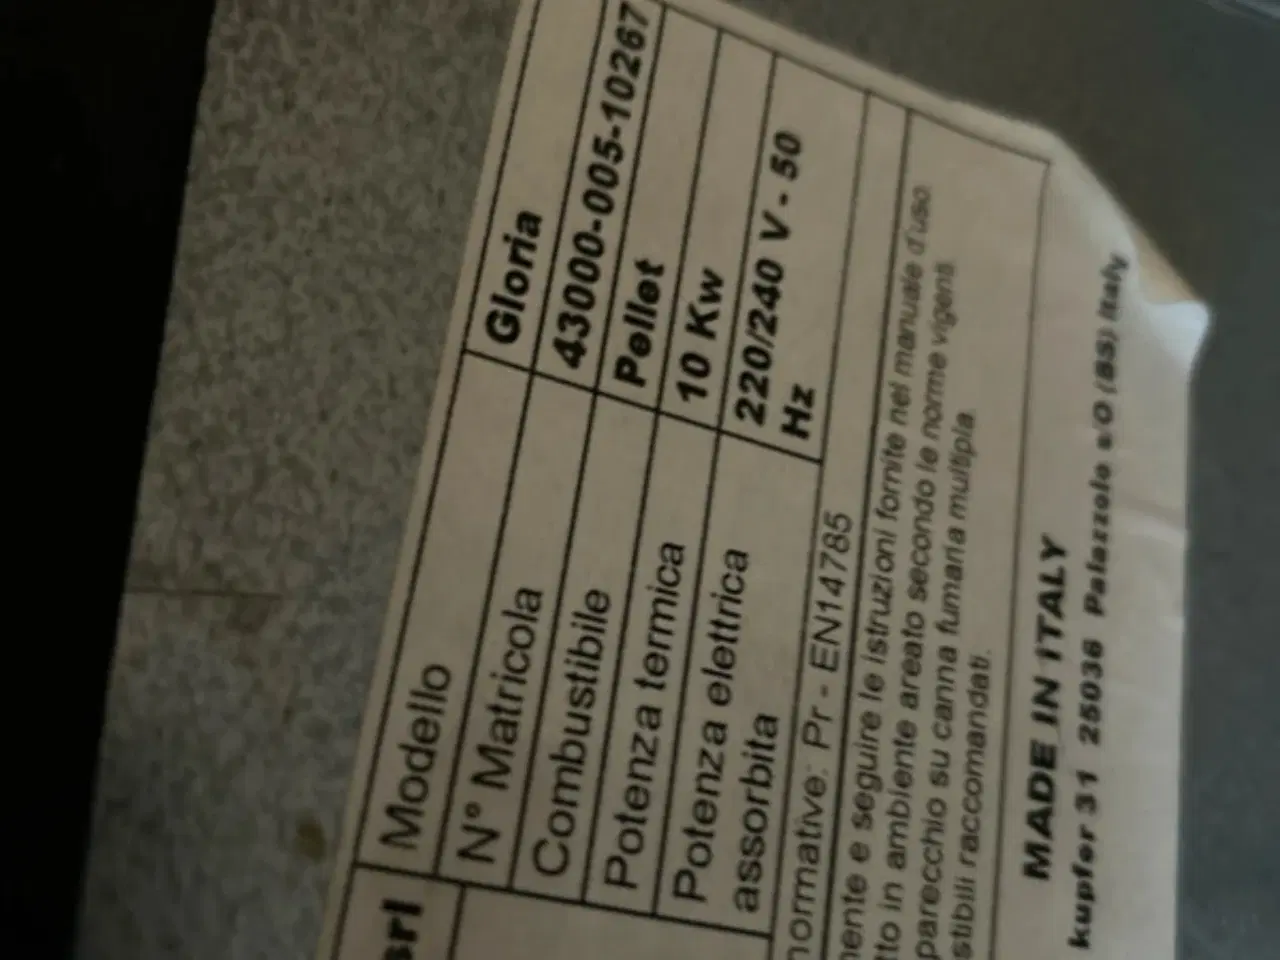 srl
Modello Gloria
N° Matricola 43000-005-10267
Combustibile Pellet
Potenza termica 10 Kw
Potenza elettrica 220/240 V - 50
assorbita Hz
normative: Pr - EN14785
mente e seguire le istruzioni fornite nel manuale d'uso.
to in ambiente areato secondo le norme vigenti.
parecchio su canna fumaria multipla.
stibili raccomandati.
MADE IN ITALY
kupfer 31 25036 Palazzolo s/O (BS) Italy